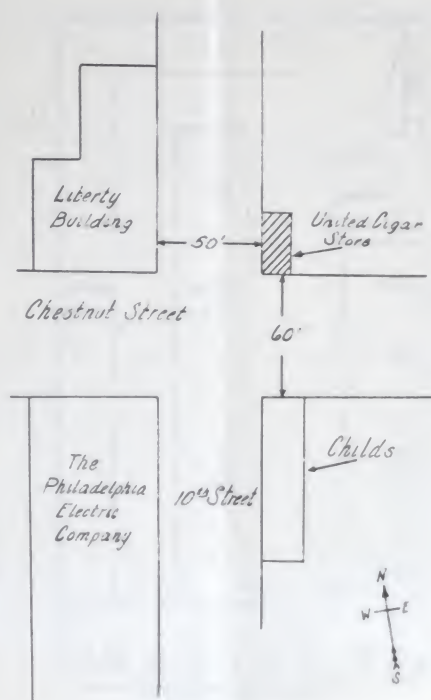 Liberty
Building
50'
United Cigar
Store
Chestnut Street
60'
The
Philadelphia
Electric
Company
10th Street
Childs
N
W
E
S